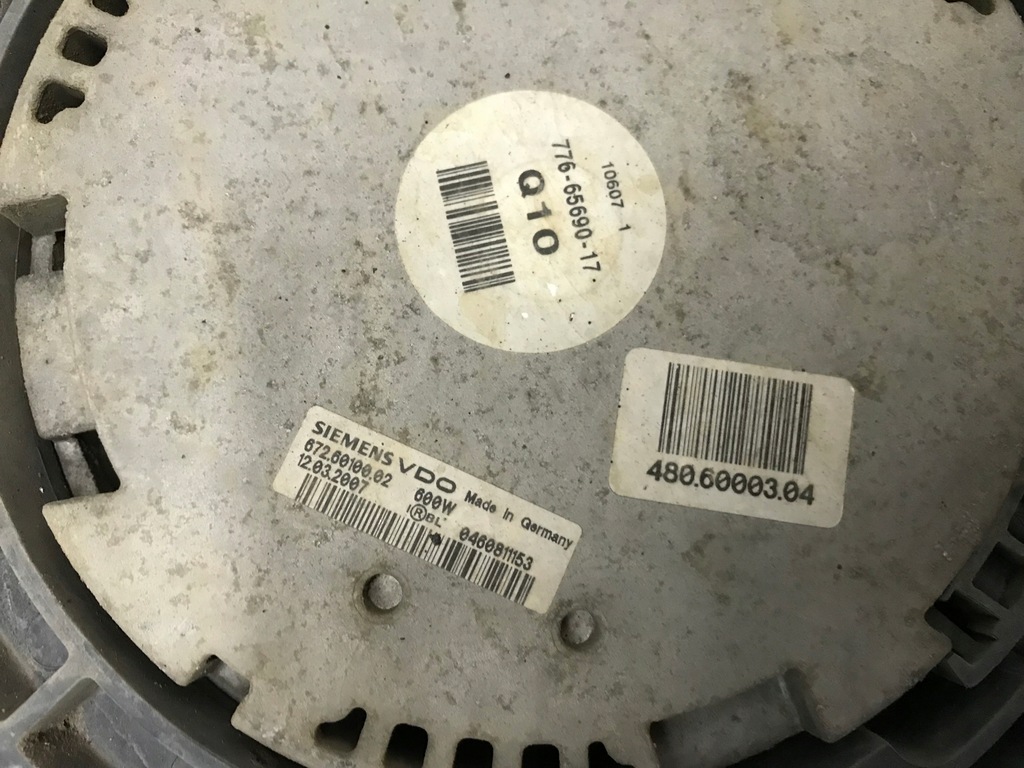 10607 1
776-65690-17
Q10
480.60003.04
SIEMENS VDO Made in Germany
672.60100.02 600W
12.03.2007 0460811153